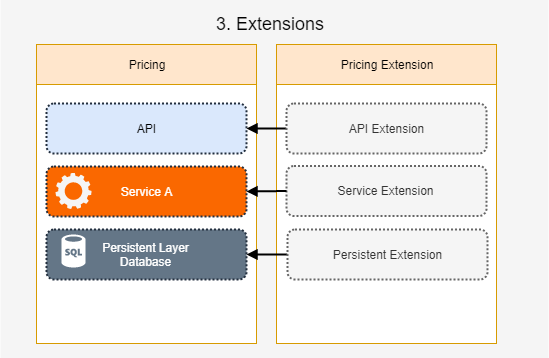 3. Extensions
Pricing
Pricing Extension
API
API Extension
Service A
Service Extension
SQL
Persistent Layer
Database
Persistent Extension